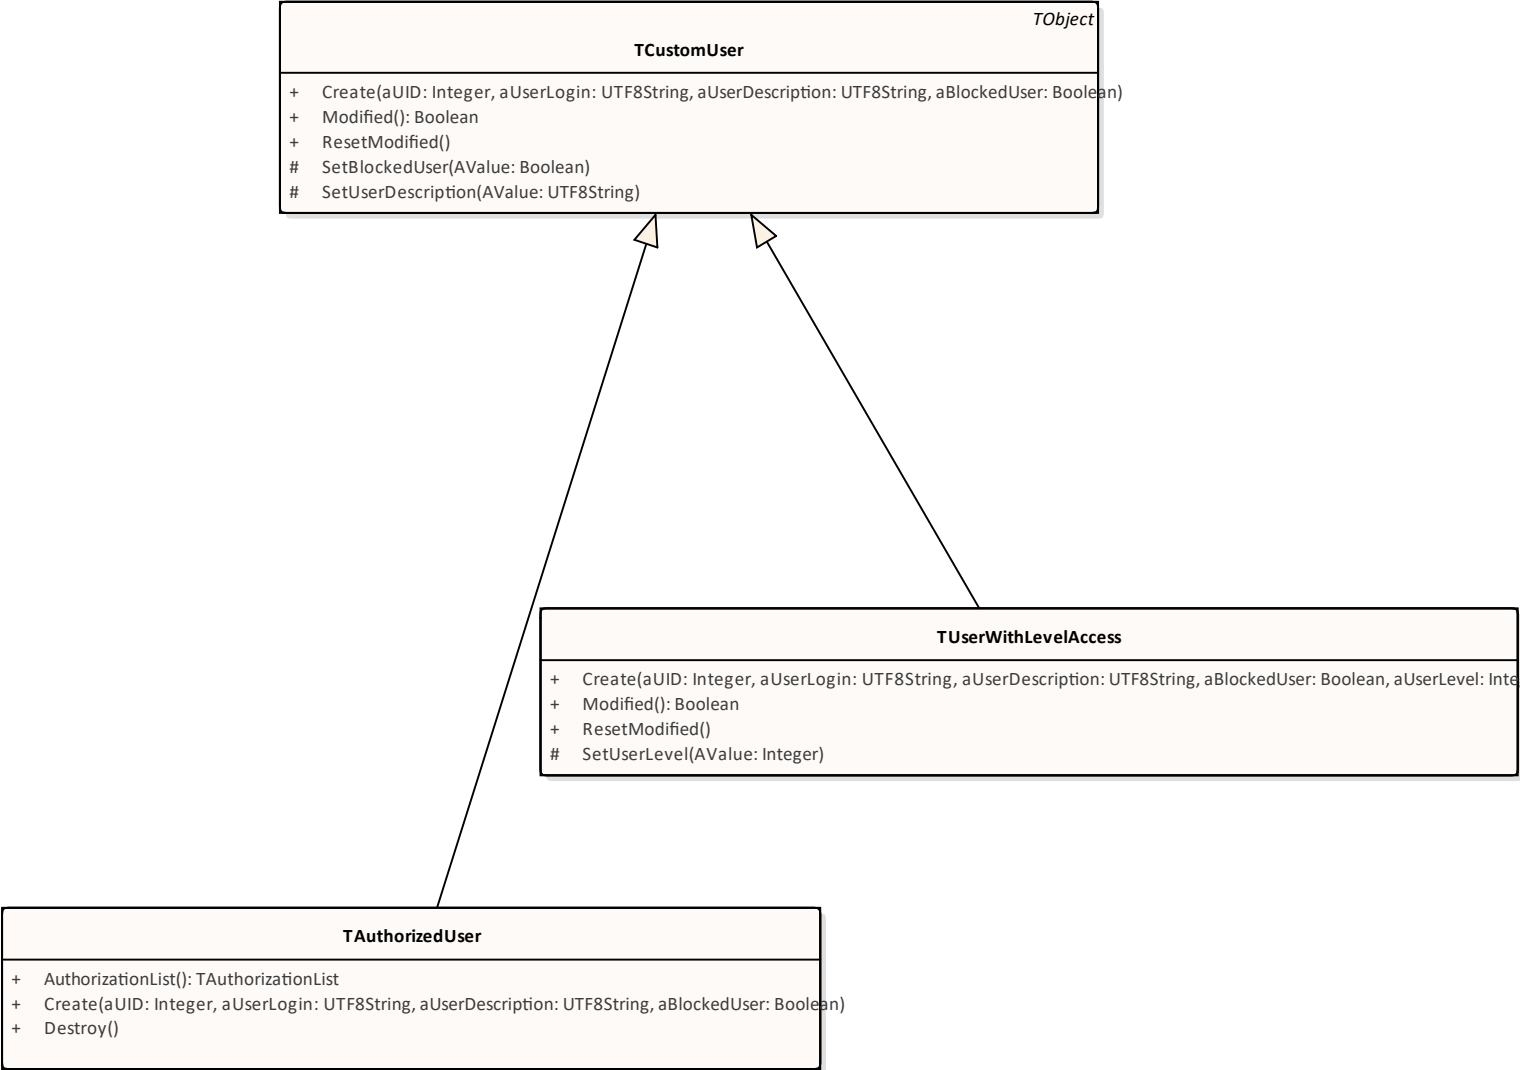 TObject
TCustomUser
+ Create(aUID: Integer, aUserLogin: UTF8String, aUserDescription: UTF8String, aBlockedUser: Boolean)
+ Modified(): Boolean
+ ResetModified()
# SetBlockedUser(AValue: Boolean)
# SetUserDescription(AValue: UTF8String)
TUserWithLevelAccess
+ Create(aUID: Integer, aUserLogin: UTF8String, aUserDescription: UTF8String, aBlockedUser: Boolean, aUserLevel: Inte
+ Modified(): Boolean
+ ResetModified()
# SetUserLevel(AValue: Integer)
TAuthorizedUser
+ AuthorizationList(): TAuthorizationList
+ Create(aUID: Integer, aUserLogin: UTF8String, aUserDescription: UTF8String, aBlockedUser: Boolean)
+ Destroy()